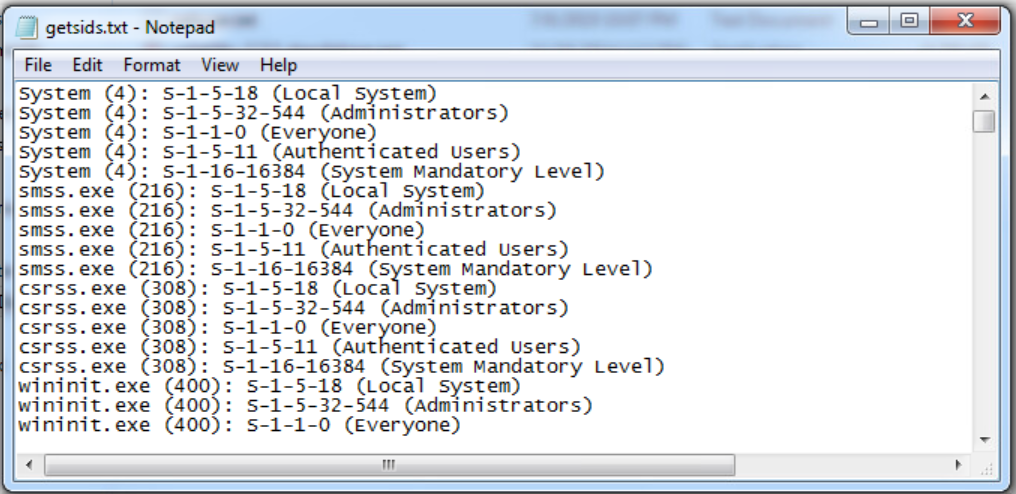 getsids.txt - Notepad
File Edit Format View Help
System (4): S-1-5-18 (Local System)
System (4): S-1-5-32-544 (Administrators)
System (4): S-1-1-0 (Everyone)
System (4): S-1-5-11 (Authenticated Users)
System (4): S-1-16-16384 (System Mandatory Level)
smss.exe (216): S-1-5-18 (Local System)
smss.exe (216): S-1-5-32-544 (Administrators)
smss.exe (216): S-1-1-0 (Everyone)
smss.exe (216): S-1-5-11 (Authenticated Users)
smss.exe (216): S-1-16-16384 (System Mandatory Level)
csrss.exe (308): S-1-5-18 (Local System)
csrss.exe (308): S-1-5-32-544 (Administrators)
csrss.exe (308): S-1-1-0 (Everyone)
csrss.exe (308): S-1-5-11 (Authenticated Users)
csrss.exe (308): S-1-16-16384 (System Mandatory Level)
wininit.exe (400): S-1-5-18 (Local System)
wininit.exe (400): S-1-5-32-544 (Administrators)
wininit.exe (400): S-1-1-0 (Everyone)